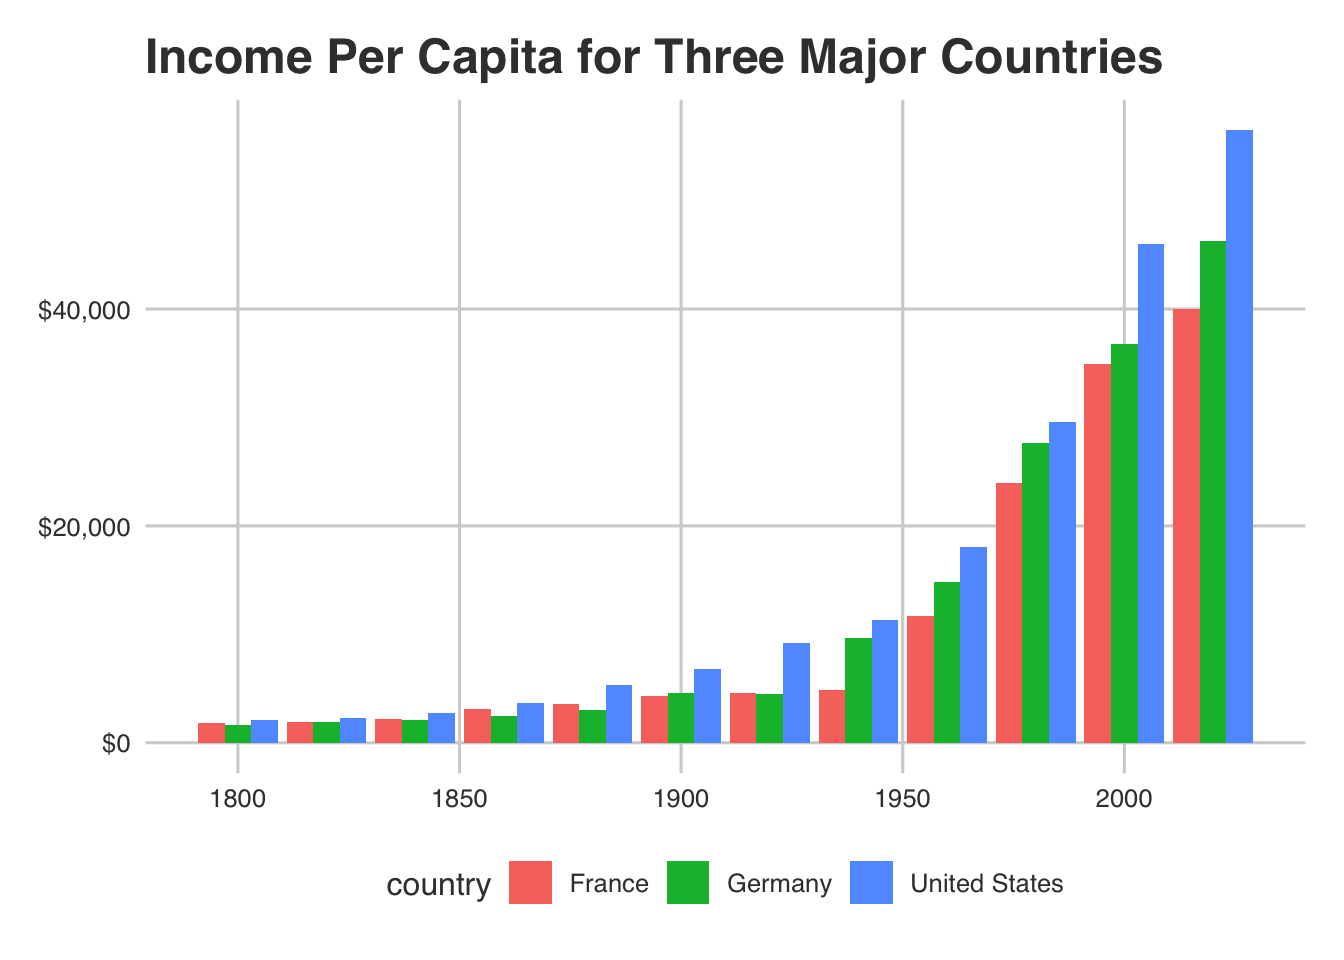 Income Per Capita for Three Major Countries
$40,000
$20,000
$0
1800 1850 1900 1950 2000
country France Germany United States